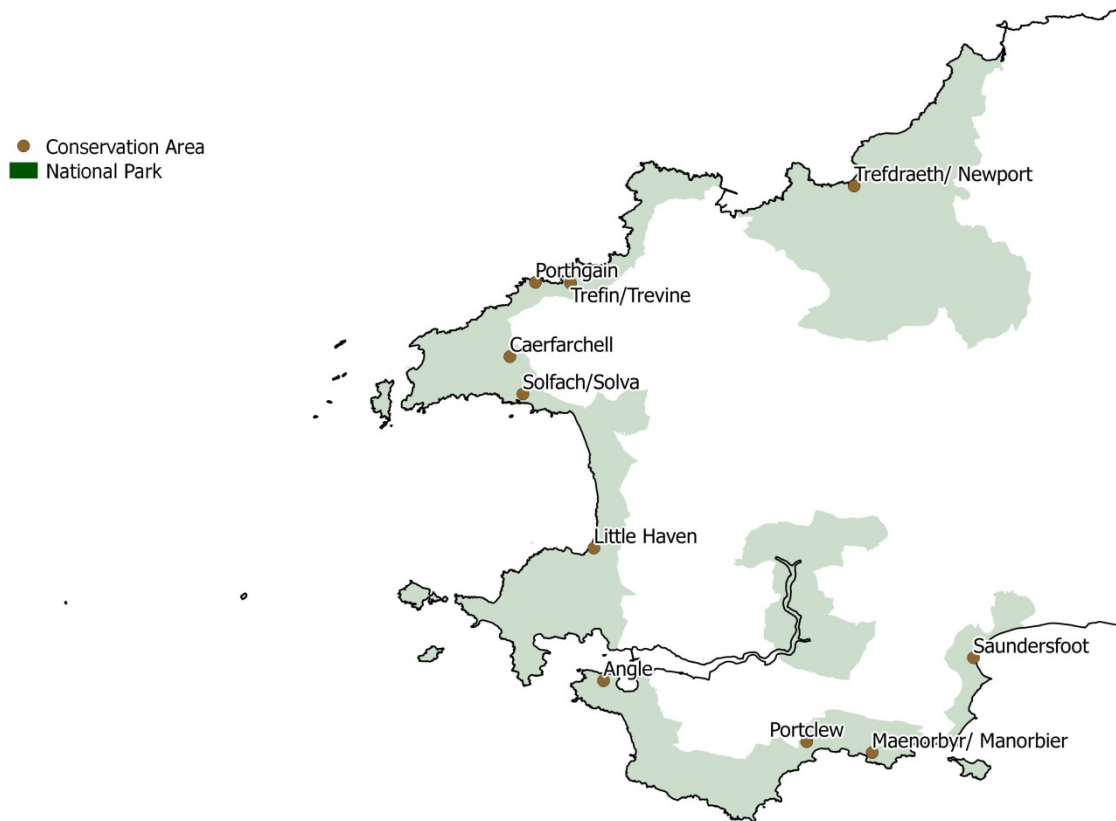 Conservation Area
National Park
Trefdraeth/ Newport
Porthgain
Trefin/Trevine
Caerfarchell
Solfach/Solva
Little Haven
Saundersfoot
Angle
Portclew
Maenorbyr/ Manorbier